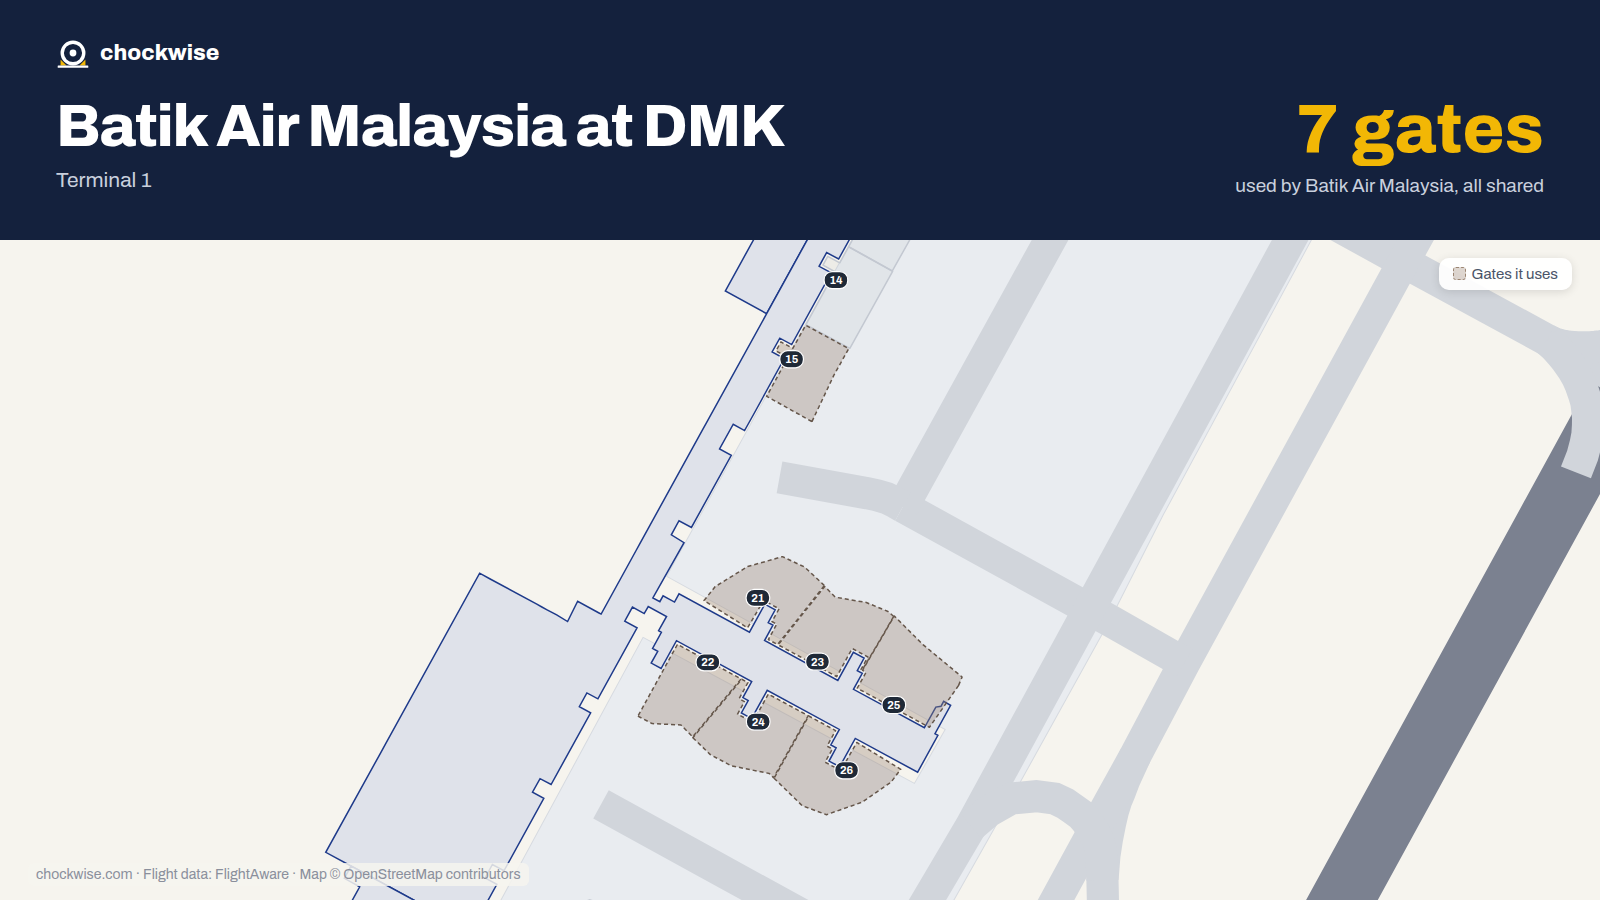 chockwise
Batik Air Malaysia at DMK
Terminal 1
7 gates
used by Batik Air Malaysia, all shared
Gates it uses
14
15
21
22
23
24
25
26
chockwise.com · Flight data: FlightAware · Map © OpenStreetMap contributors